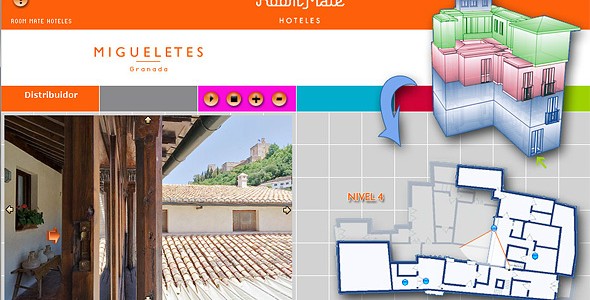 Room Mate
HOTELES
ROOM MATE HOTELES
MIGUELETES
Granada
Distribuidor
NIVEL 4